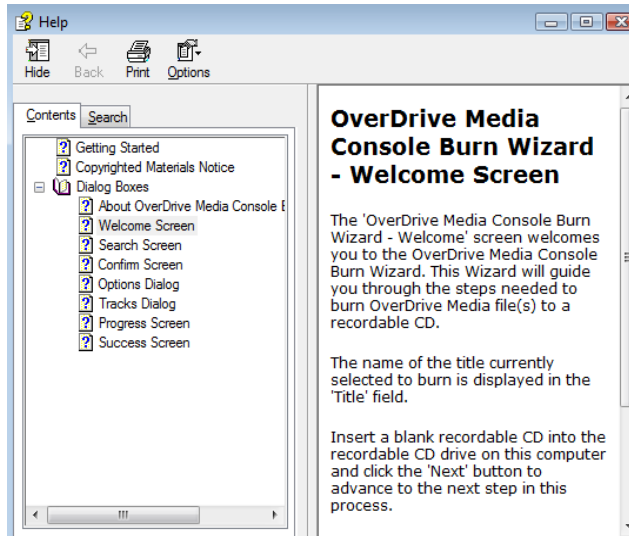 Help
Hide Back Print Options
Contents Search
Getting Started
Copyrighted Materials Notice
Dialog Boxes
About OverDrive Media Console E
Welcome Screen
Search Screen
Confirm Screen
Options Dialog
Tracks Dialog
Progress Screen
Success Screen
OverDrive Media
Console Burn Wizard
- Welcome Screen
The 'OverDrive Media Console Burn
Wizard - Welcome' screen welcomes
you to the OverDrive Media Console
Burn Wizard. This Wizard will guide
you through the steps needed to
burn OverDrive Media file(s) to a
recordable CD.
The name of the title currently
selected to burn is displayed in the
'Title' field.
Insert a blank recordable CD into the
recordable CD drive on this computer
and click the 'Next' button to
advance to the next step in this
process.